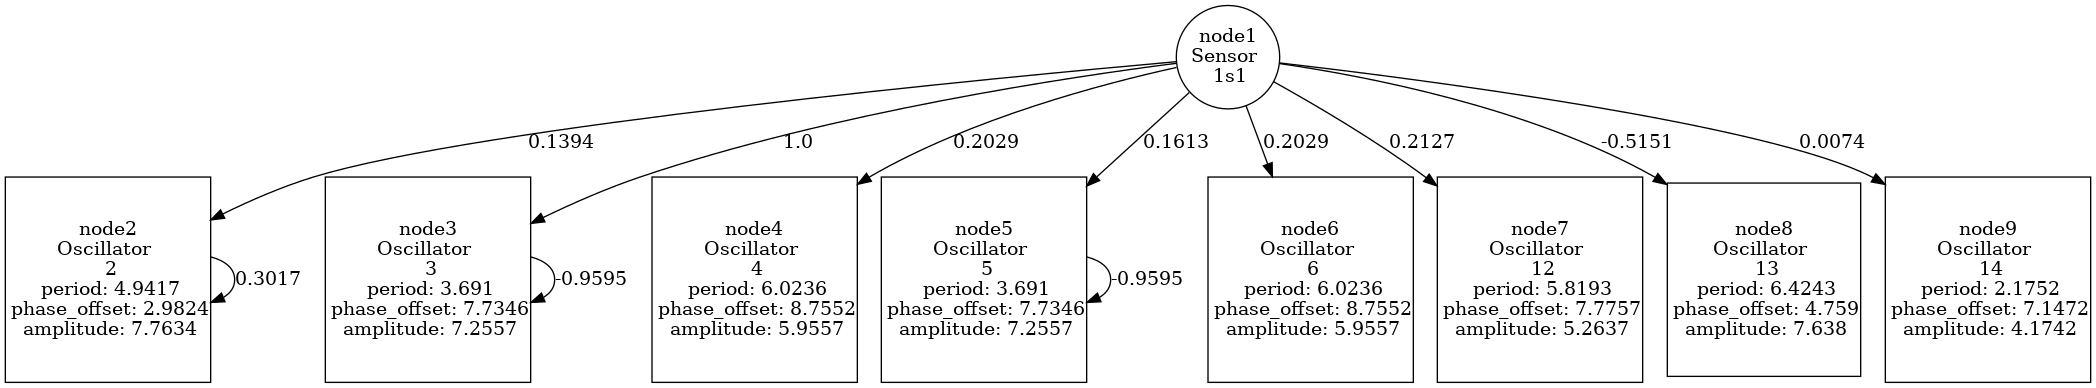 node1
Sensor
1s1
0.1394
1.0
0.2029
0.1613
0.2029
0.2127
-0.5151
0.0074
node2
Oscillator
2
period: 4.9417
phase_offset: 2.9824
amplitude: 7.7634
0.3017
node3
Oscillator
3
period: 3.691
phase_offset: 7.7346
amplitude: 7.2557
-0.9595
node4
Oscillator
4
period: 6.0236
phase_offset: 8.7552
amplitude: 5.9557
node5
Oscillator
5
period: 3.691
phase_offset: 7.7346
amplitude: 7.2557
-0.9595
node6
Oscillator
6
period: 6.0236
phase_offset: 8.7552
amplitude: 5.9557
node7
Oscillator
12
period: 5.8193
phase_offset: 7.7757
amplitude: 5.2637
node8
Oscillator
13
period: 6.4243
phase_offset: 4.759
amplitude: 7.638
node9
Oscillator
14
period: 2.1752
phase_offset: 7.1472
amplitude: 4.1742